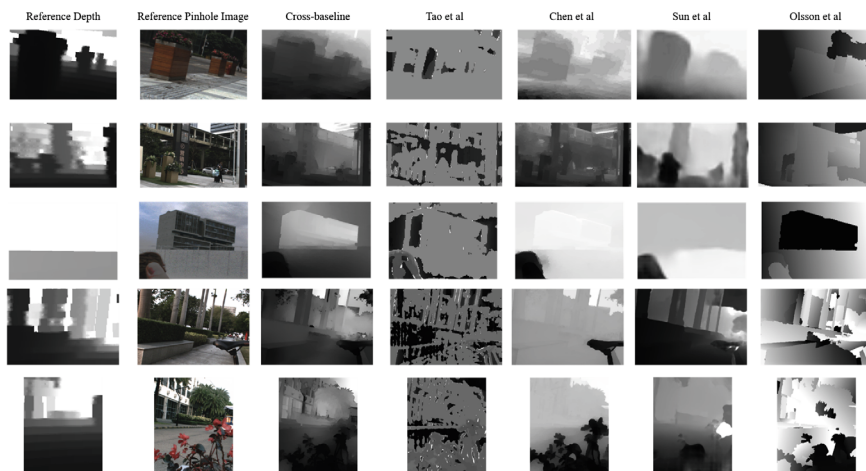 Reference Depth Reference Pinhole Image Cross-baseline Tao et al Chen et al Sun et al Olsson et al